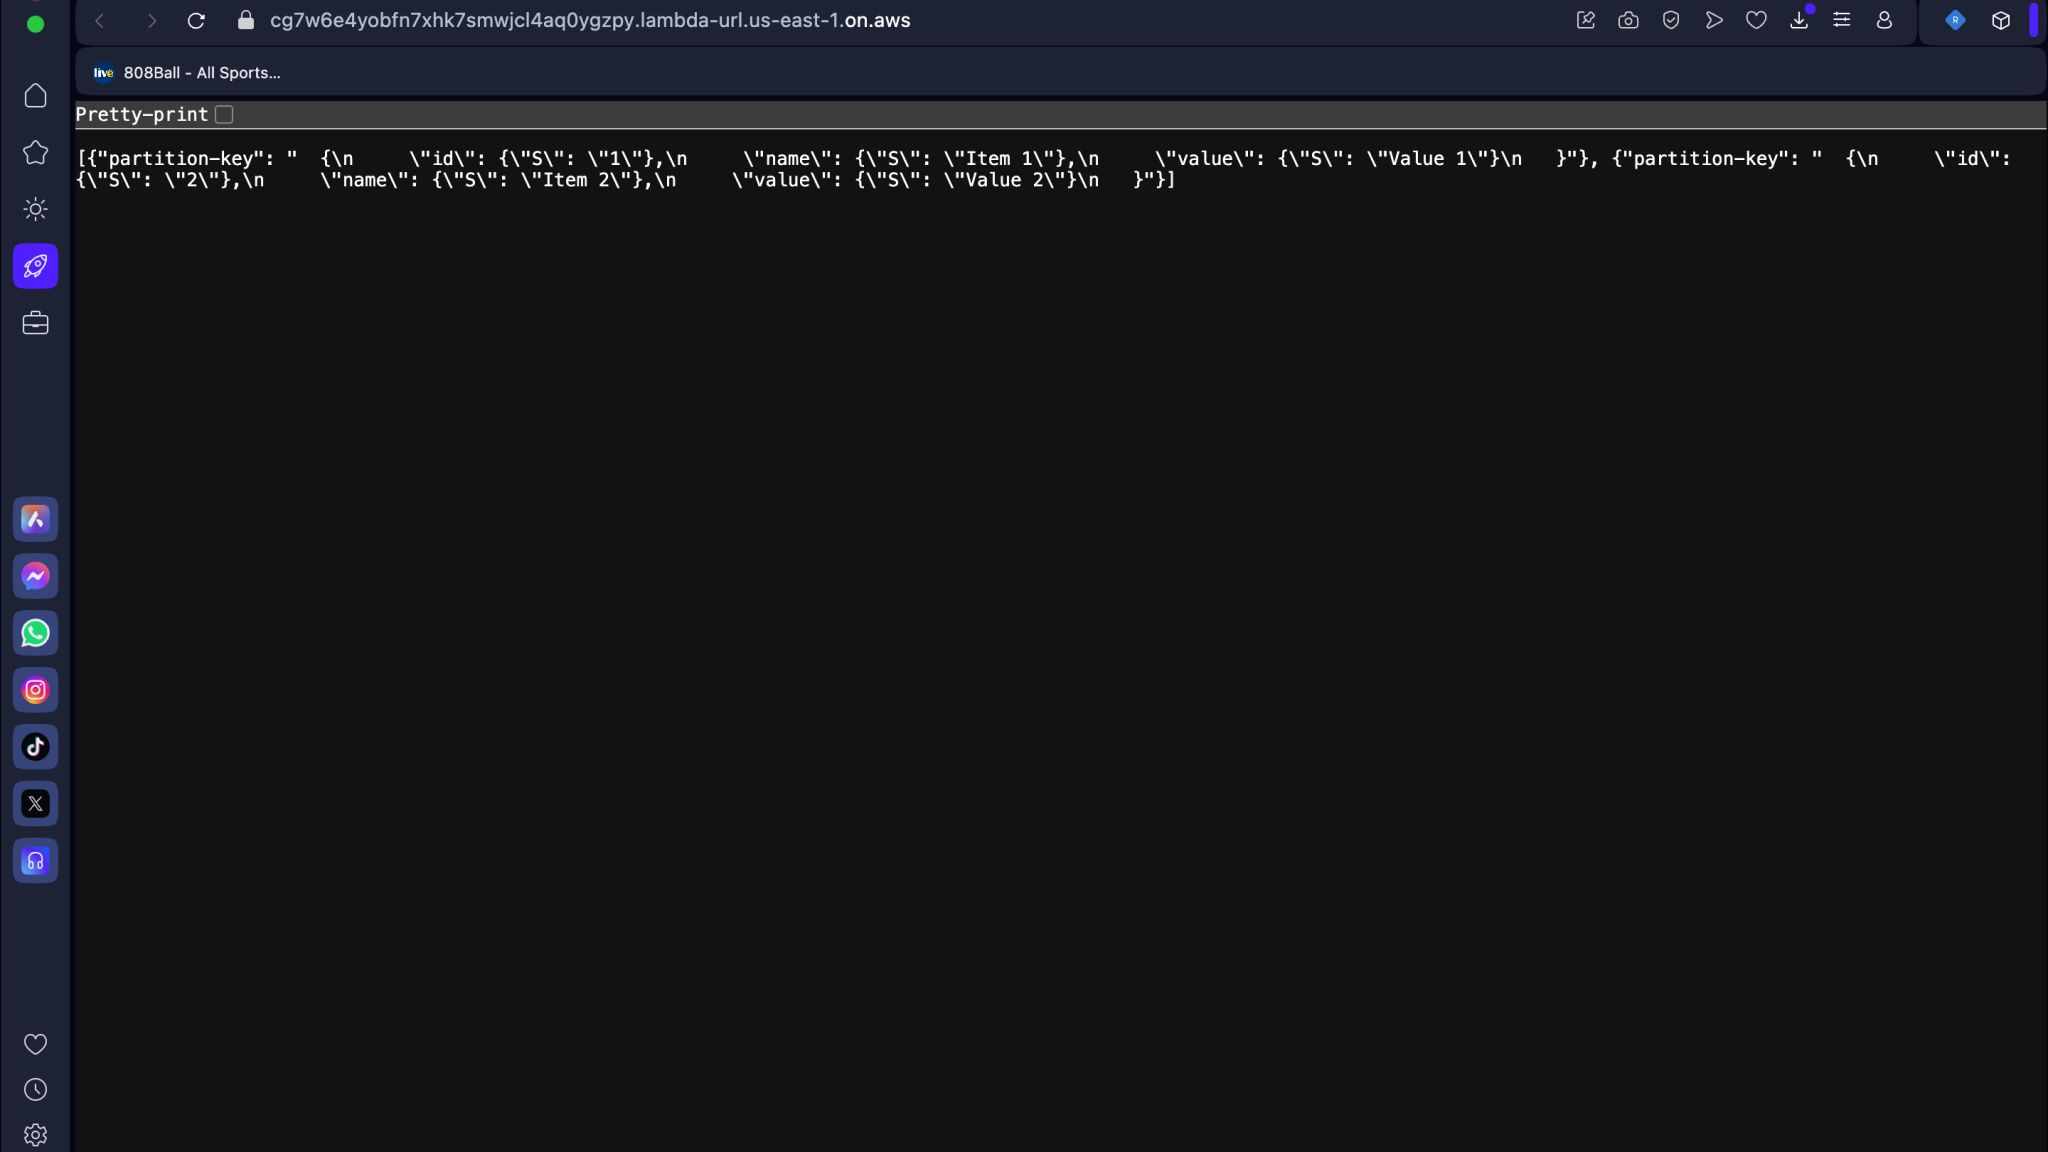 cg7w6e4yobfn7xhk7smwjcl4aq0ygzpy.lambda-url.us-east-1.on.aws
R
live 808Ball - All Sports...
Pretty-print
[{"partition-key": "  {\n     \"id\": {\"S\": \"1\"},\n     \"name\": {\"S\": \"Item 1\"},\n     \"value\": {\"S\": \"Value 1\"}\n   }"}, {"partition-key": "  {\n     \"id\":
{\"S\": \"2\"},\n     \"name\": {\"S\": \"Item 2\"},\n     \"value\": {\"S\": \"Value 2\"}\n   }"}]